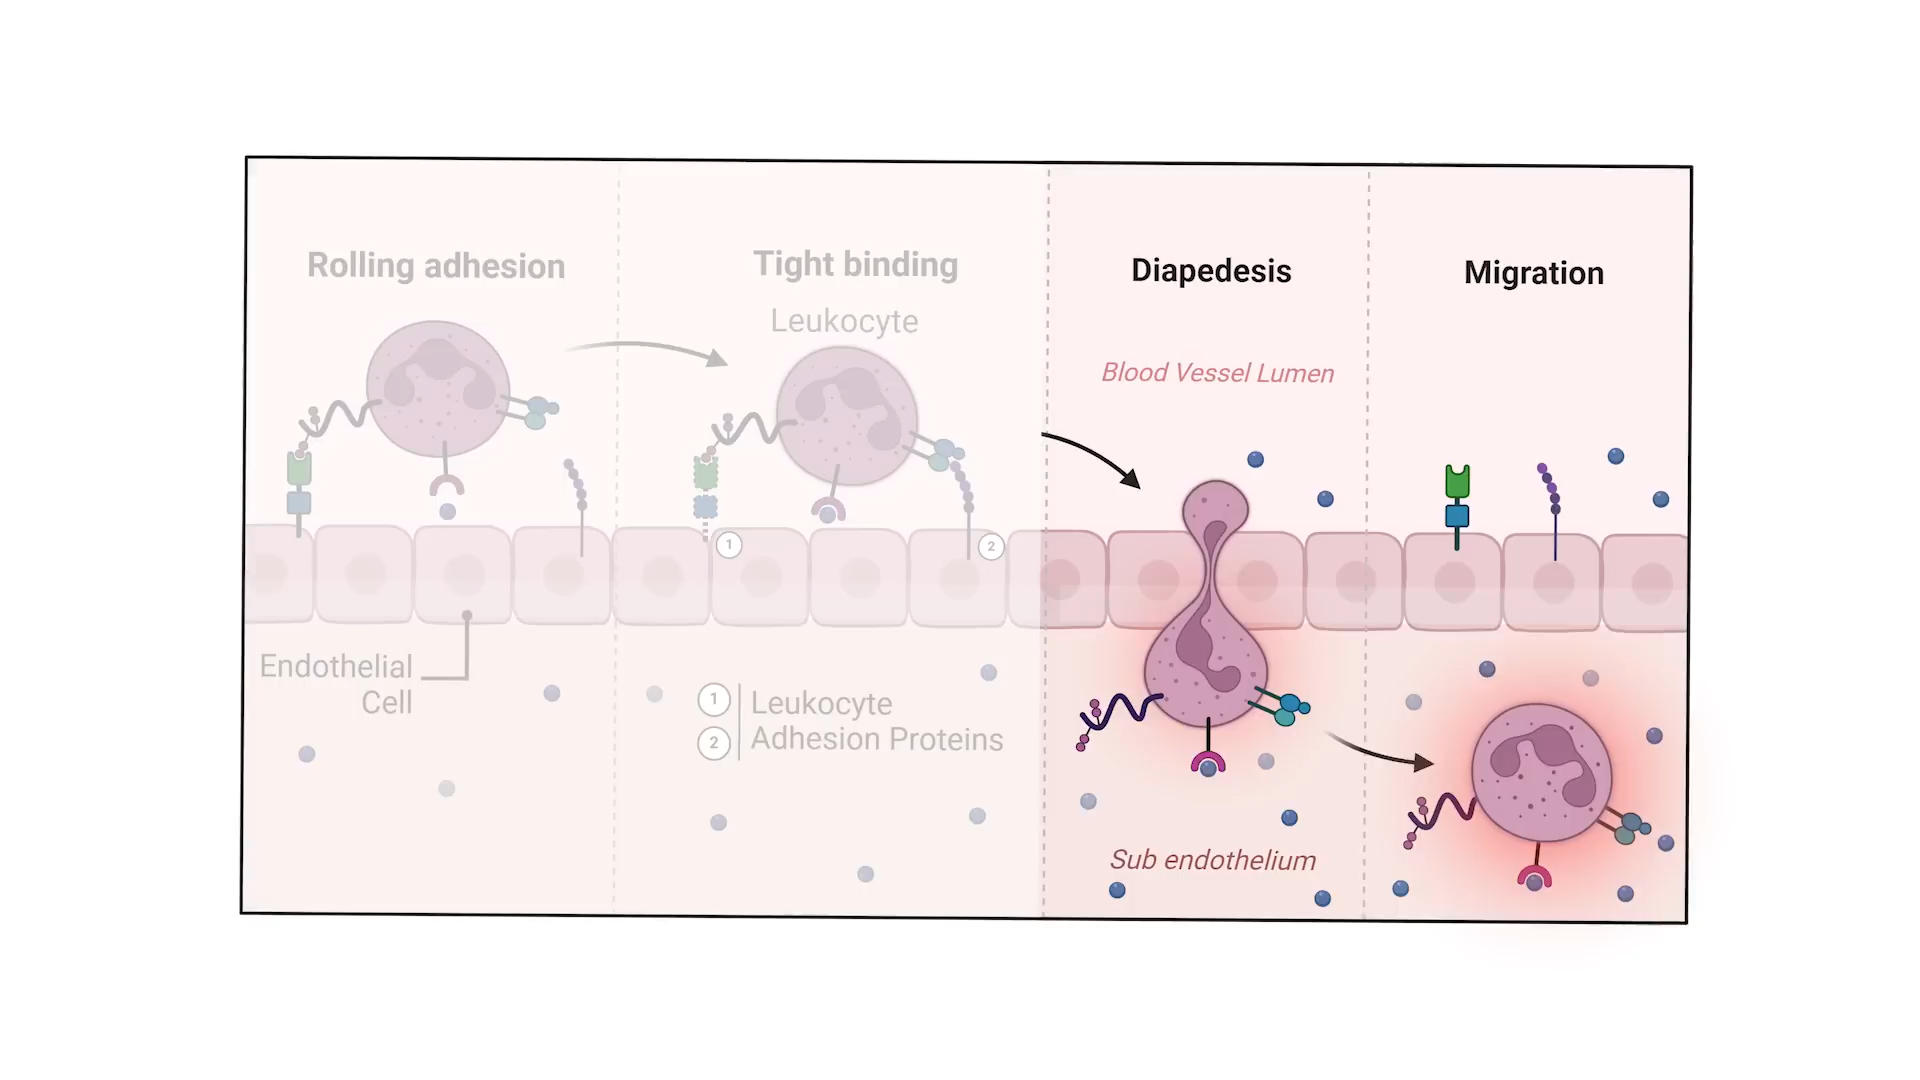 Rolling adhesion
Tight binding
Leukocyte
Diapedesis
Migration
Blood Vessel Lumen
1
2
Endothelial
Cell
1
2
Leukocyte
Adhesion Proteins
Sub endothelium